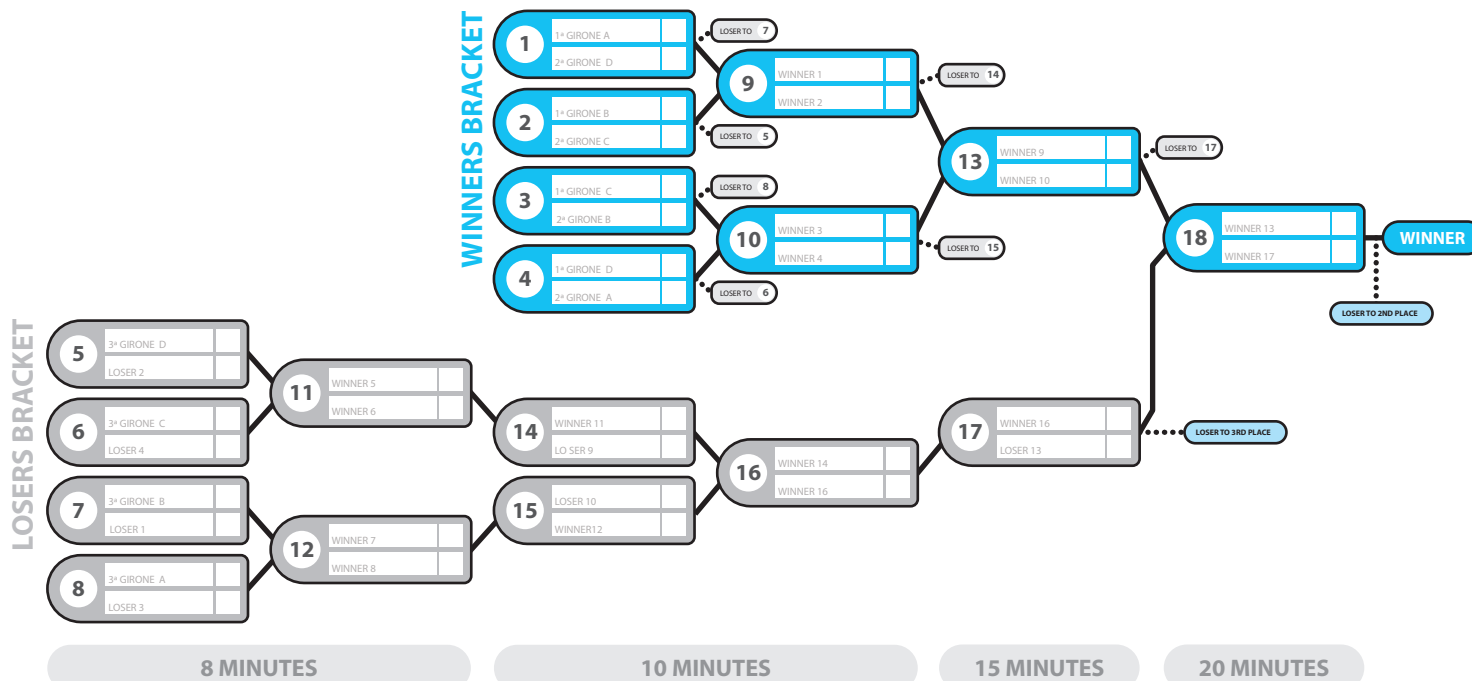 WINNERS BRACKET
1
1ª GIRONE A
2ª GIRONE D
LOSER TO 7
2
1ª GIRONE B
2ª GIRONE C
LOSER TO 5
3
1ª GIRONE C
2ª GIRONE B
LOSER TO 8
4
1ª GIRONE D
2ª GIRONE A
LOSER TO 6
9
WINNER 1
WINNER 2
LOSER TO 14
10
WINNER 3
WINNER 4
LOSER TO 15
13
WINNER 9
WINNER 10
LOSER TO 17
18
WINNER 13
WINNER 17
WINNER
LOSER TO 2ND PLACE
LOSERS BRACKET
5
3ª GIRONE D
LOSER 2
6
3ª GIRONE C
LOSER 4
7
3ª GIRONE B
LOSER 1
8
3ª GIRONE A
LOSER 3
11
WINNER 5
WINNER 6
12
WINNER 7
WINNER 8
14
WINNER 11
LO SER 9
15
LOSER 10
WINNER12
16
WINNER 14
WINNER 16
17
WINNER 16
LOSER 13
LOSER TO 3RD PLACE
8 MINUTES
10 MINUTES
15 MINUTES
20 MINUTES